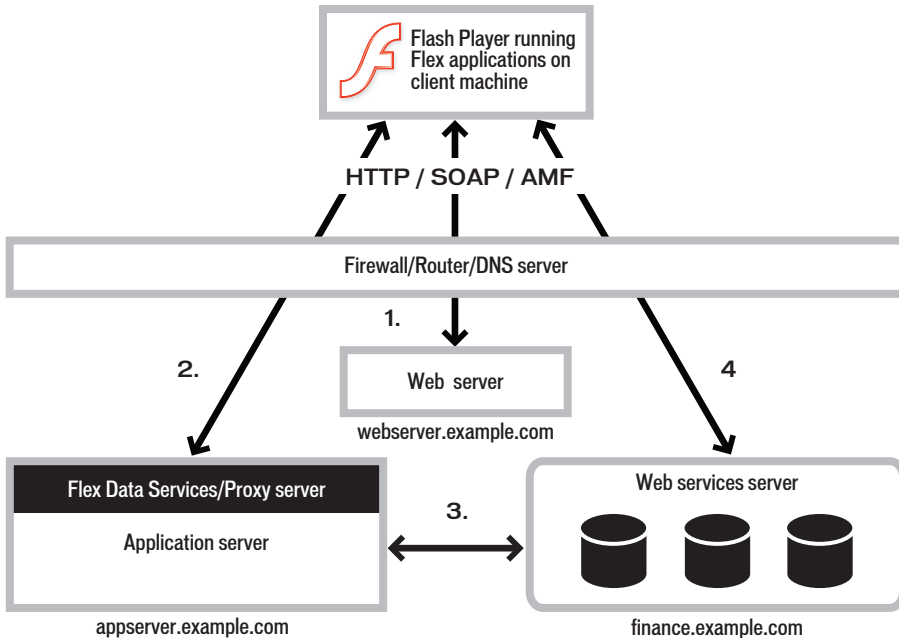 Flash Player running
Flex applications on
client machine
HTTP / SOAP / AMF
Firewall/Router/DNS server
1.
2.
4
Web server
webserver.example.com
Flex Data Services/Proxy server
Application server
3.
Web services server
appserver.example.com
finance.example.com